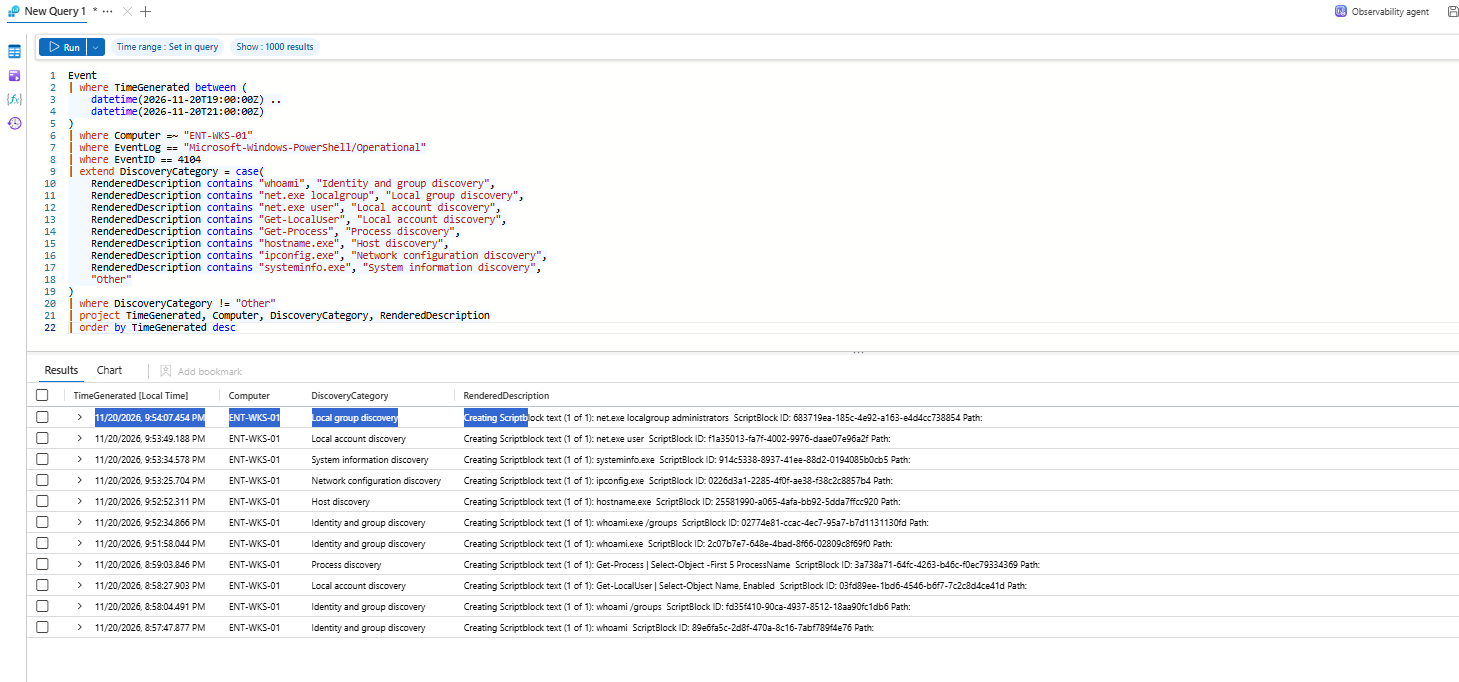 New Query 1 * ···
Observability agent
Run
Time range : Set in query
Show : 1000 results
1 Event
2 | where TimeGenerated between (
3 datetime(2026-11-20T19:00:00Z) ..
4 datetime(2026-11-20T21:00:00Z)
5 )
6 | where Computer =~ "ENT-WKS-01"
7 | where EventLog == "Microsoft-Windows-PowerShell/Operational"
8 | where EventID == 4104
9 | extend DiscoveryCategory = case(
10 RenderedDescription contains "whoami", "Identity and group discovery",
11 RenderedDescription contains "net.exe localgroup", "Local group discovery",
12 RenderedDescription contains "net.exe user", "Local account discovery",
13 RenderedDescription contains "Get-LocalUser", "Local account discovery",
14 RenderedDescription contains "Get-Process", "Process discovery",
15 RenderedDescription contains "hostname.exe", "Host discovery",
16 RenderedDescription contains "ipconfig.exe", "Network configuration discovery",
17 RenderedDescription contains "systeminfo.exe", "System information discovery",
18 "Other"
19 )
20 | where DiscoveryCategory != "Other"
21 | project TimeGenerated, Computer, DiscoveryCategory, RenderedDescription
22 | order by TimeGenerated desc
Results Chart Add bookmark
TimeGenerated [Local Time] Computer DiscoveryCategory RenderedDescription
11/20/2026, 9:54:07.454 PM ENT-WKS-01 Local group discovery Creating Scriptblock text (1 of 1): net.exe localgroup administrators ScriptBlock ID: 683719ea-185c-4e92-a163-e4d4cc738854 Path:
11/20/2026, 9:53:49.188 PM ENT-WKS-01 Local account discovery Creating Scriptblock text (1 of 1): net.exe user ScriptBlock ID: f1a35013-fa7f-4002-9976-daae07e96a2f Path:
11/20/2026, 9:53:34.578 PM ENT-WKS-01 System information discovery Creating Scriptblock text (1 of 1): systeminfo.exe ScriptBlock ID: 914c5338-8937-41ee-88d2-0194085b0cb5 Path:
11/20/2026, 9:53:25.704 PM ENT-WKS-01 Network configuration discovery Creating Scriptblock text (1 of 1): ipconfig.exe ScriptBlock ID: 0226d3a1-2285-4f0f-ae38-f38c2c8857b4 Path:
11/20/2026, 9:52:52.311 PM ENT-WKS-01 Host discovery Creating Scriptblock text (1 of 1): hostname.exe ScriptBlock ID: 25581990-a065-4afa-bb92-5dda7ffcc920 Path:
11/20/2026, 9:52:34.866 PM ENT-WKS-01 Identity and group discovery Creating Scriptblock text (1 of 1): whoami.exe /groups ScriptBlock ID: 02774e81-ccac-4ec7-95a7-b7d1131130fd Path:
11/20/2026, 9:51:58.044 PM ENT-WKS-01 Identity and group discovery Creating Scriptblock text (1 of 1): whoami.exe ScriptBlock ID: 2c07b7e7-648e-4bad-8f66-02809c8f69f0 Path:
11/20/2026, 8:59:03.846 PM ENT-WKS-01 Process discovery Creating Scriptblock text (1 of 1): Get-Process | Select-Object -First 5 ProcessName ScriptBlock ID: 3a738a71-64fc-4263-b46c-f0ec79334369 Path:
11/20/2026, 8:58:27.903 PM ENT-WKS-01 Local account discovery Creating Scriptblock text (1 of 1): Get-LocalUser | Select-Object Name, Enabled ScriptBlock ID: 03fd89ee-1bd6-4546-b6f7-7c2c8d4ce41d Path:
11/20/2026, 8:58:04.491 PM ENT-WKS-01 Identity and group discovery Creating Scriptblock text (1 of 1): whoami /groups ScriptBlock ID: fd35f410-90ca-4937-8512-18aa90fc1db6 Path:
11/20/2026, 8:57:47.877 PM ENT-WKS-01 Identity and group discovery Creating Scriptblock text (1 of 1): whoami ScriptBlock ID: 89e6fa5c-2d8f-470a-8c16-7abf789f4e76 Path: